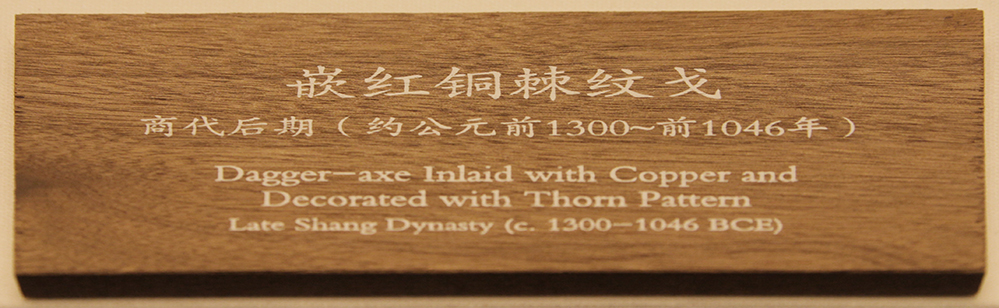 嵌红铜棘纹戈
商代后期（约公元前1300~前1046年）
Dagger-axe Inlaid with Copper and
Decorated with Thorn Pattern
Late Shang Dynasty (c. 1300-1046 BCE)